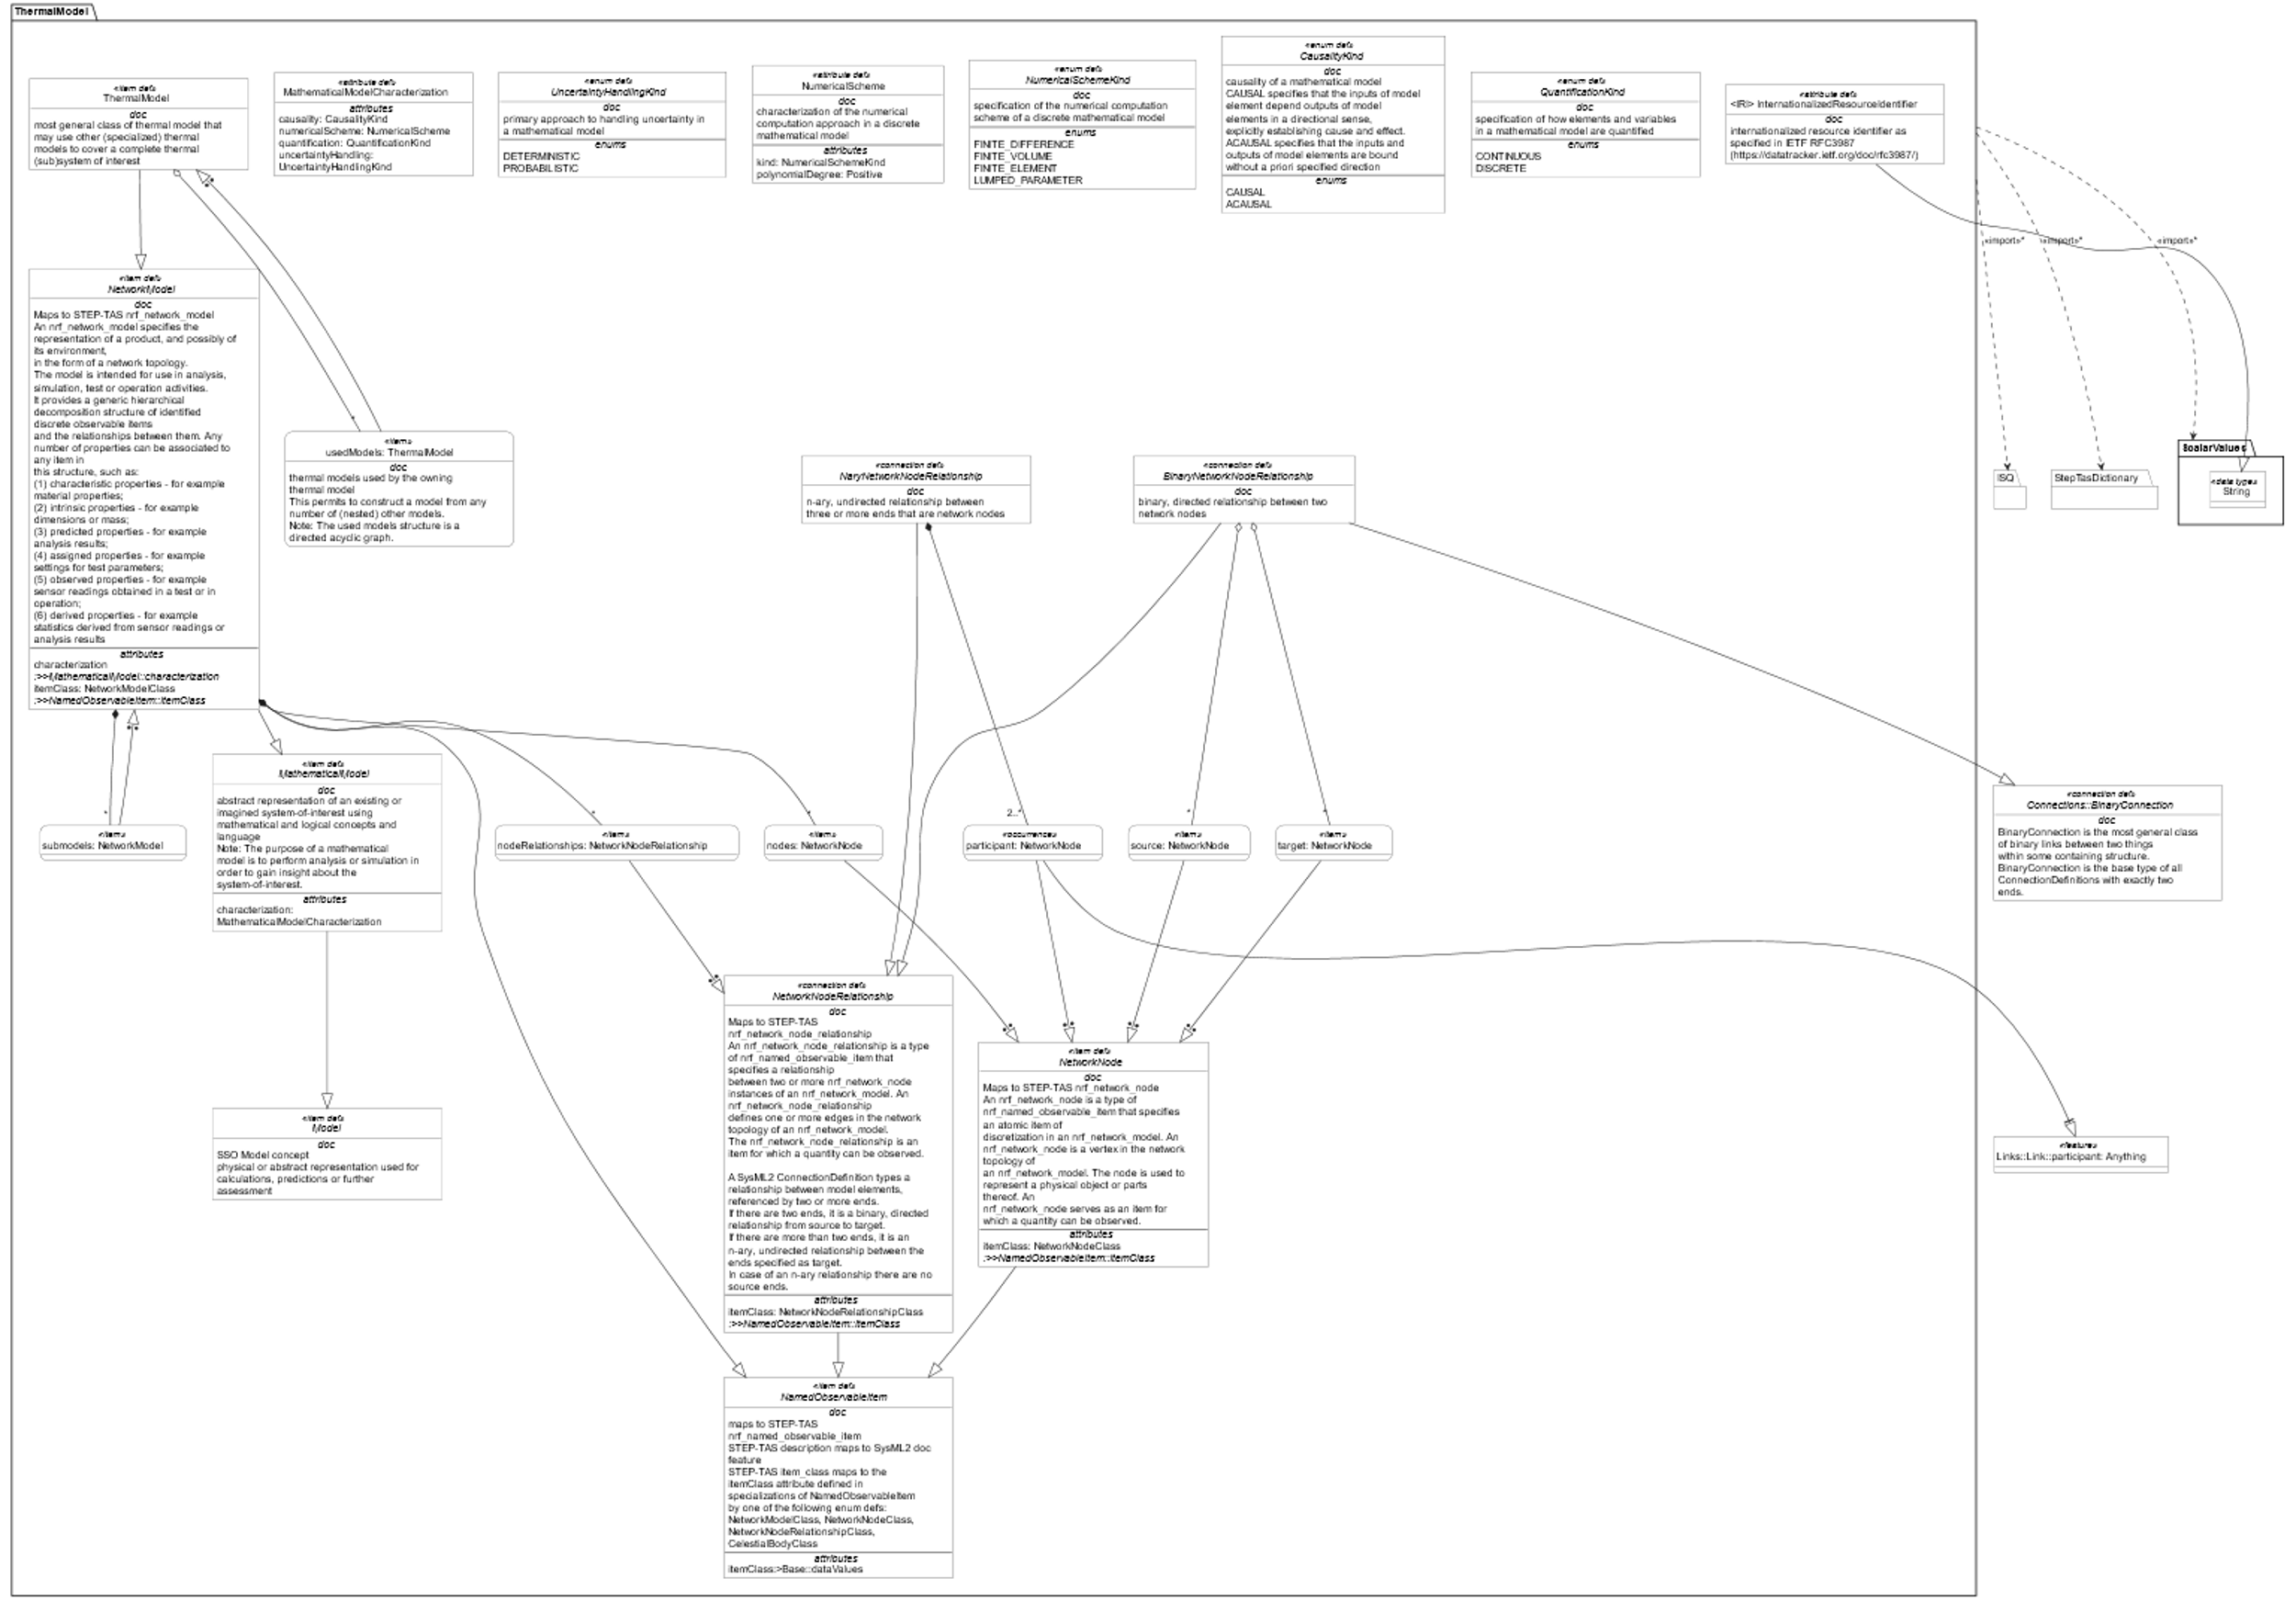 ThermalModel
«item def»
ThermalModel
doc
most general class of thermal model that
may use other (specialized) thermal
models to cover a complete thermal
(sub)system of interest
«attribute def»
MathematicalModelCharacterization
attributes
causality: CausalityKind
numericalScheme: NumericalScheme
quantification: QuantificationKind
uncertaintyHandling:
UncertaintyHandlingKind
«enum def»
UncertaintyHandlingKind
doc
primary approach to handling uncertainty in
a mathematical model
enums
DETERMINISTIC
PROBABILISTIC
«attribute def»
NumericalScheme
doc
characterization of the numerical
computation approach in a discrete
mathematical model
attributes
kind: NumericalSchemeKind
polynomialDegree: Positive
«enum def»
NumericalSchemeKind
doc
specification of the numerical computation
scheme of a discrete mathematical model
enums
FINITE_DIFFERENCE
FINITE_VOLUME
FINITE_ELEMENT
LUMPED_PARAMETER
«enum def»
CausalityKind
doc
causality of a mathematical model
CAUSAL specifies that the inputs of model
element depend outputs of model
elements in a directional sense,
explicitly establishing cause and effect.
ACAUSAL specifies that the inputs and
outputs of model elements are bound
without a priori specified direction
enums
CAUSAL
ACAUSAL
«enum def»
QuantificationKind
doc
specification of how elements and variables
in a mathematical model are quantified
enums
CONTINUOUS
DISCRETE
«attribute def»
<IRI> InternationalizedResourceIdentifier
doc
internationalized resource identifier as
specified in IETF RFC3987
(https://datatracker.ietf.org/doc/rfc3987/)
«import»*
«import»*
«import»*
«item def»
NetworkModel
doc
Maps to STEP-TAS nrf_network_model
An nrf_network_model specifies the
representation of a product, and possibly of
its environment,
in the form of a network topology.
The model is intended for use in analysis,
simulation, test or operation activities.
It provides a generic hierarchical
decomposition structure of identified
discrete observable items
and the relationships between them. Any
number of properties can be associated to
any item in
this structure, such as:
(1) characteristic properties - for example
material properties;
(2) intrinsic properties - for example
dimensions or mass;
(3) predicted properties - for example
analysis results;
(4) assigned properties - for example
settings for test parameters;
(5) observed properties - for example
sensor readings obtained in a test or in
operation;
(6) derived properties - for example
statistics derived from sensor readings or
analysis results
attributes
characterization
:>>MathematicalModel::characterization
itemClass: NetworkModelClass
:>>NamedObservableItem::itemClass
*
«item»
usedModels: ThermalModel
doc
thermal models used by the owning
thermal model
This permits to construct a model from any
number of (nested) other models.
Note: The used models structure is a
directed acyclic graph.
«connection def»
NaryNetworkNodeRelationship
doc
n-ary, undirected relationship between
three or more ends that are network nodes
«connection def»
BinaryNetworkNodeRelationship
doc
binary, directed relationship between two
network nodes
ISQ
StepTasDictionary
ScalarValues
«data type»
String
«item def»
MathematicalModel
doc
abstract representation of an existing or
imagined system-of-interest using
mathematical and logical concepts and
language
Note: The purpose of a mathematical
model is to perform analysis or simulation in
order to gain insight about the
system-of-interest.
attributes
characterization:
MathematicalModelCharacterization
*
«item»
submodels: NetworkModel
*
«item»
nodeRelationships: NetworkNodeRelationship
*
«item»
nodes: NetworkNode
2..*
«occurrence»
participant: NetworkNode
*
«item»
source: NetworkNode
*
«item»
target: NetworkNode
«connection def»
Connections::BinaryConnection
doc
BinaryConnection is the most general class
of binary links between two things
within some containing structure.
BinaryConnection is the base type of all
ConnectionDefinitions with exactly two
ends.
«connection def»
NetworkNodeRelationship
doc
Maps to STEP-TAS
nrf_network_node_relationship
An nrf_network_node_relationship is a type
of nrf_named_observable_item that
specifies a relationship
between two or more nrf_network_node
instances of an nrf_network_model. An
nrf_network_node_relationship
defines one or more edges in the network
topology of an nrf_network_model.
The nrf_network_node_relationship is an
item for which a quantity can be observed.
A SysML2 ConnectionDefinition types a
relationship between model elements,
referenced by two or more ends.
If there are two ends, it is a binary, directed
relationship from source to target.
If there are more than two ends, it is an
n-ary, undirected relationship between the
ends specified as target.
In case of an n-ary relationship there are no
source ends.
attributes
itemClass: NetworkNodeRelationshipClass
:>>NamedObservableItem::itemClass
«item def»
NetworkNode
doc
Maps to STEP-TAS nrf_network_node
An nrf_network_node is a type of
nrf_named_observable_item that specifies
an atomic item of
discretization in an nrf_network_model. An
nrf_network_node is a vertex in the network
topology of
an nrf_network_model. The node is used to
represent a physical object or parts
thereof. An
nrf_network_node serves as an item for
which a quantity can be observed.
attributes
itemClass: NetworkNodeClass
:>>NamedObservableItem::itemClass
«item def»
Model
doc
SSO Model concept
physical or abstract representation used for
calculations, predictions or further
assessment
«feature»
Links::Link::participant: Anything
«item def»
NamedObservableItem
doc
maps to STEP-TAS
nrf_named_observable_item
STEP-TAS description maps to SysML2 doc
feature
STEP-TAS item_class maps to the
itemClass attribute defined in
specializations of NamedObservableItem
by one of the following enum defs:
NetworkModelClass, NetworkNodeClass,
NetworkNodeRelationshipClass,
CelestialBodyClass
attributes
itemClass:>Base::dataValues